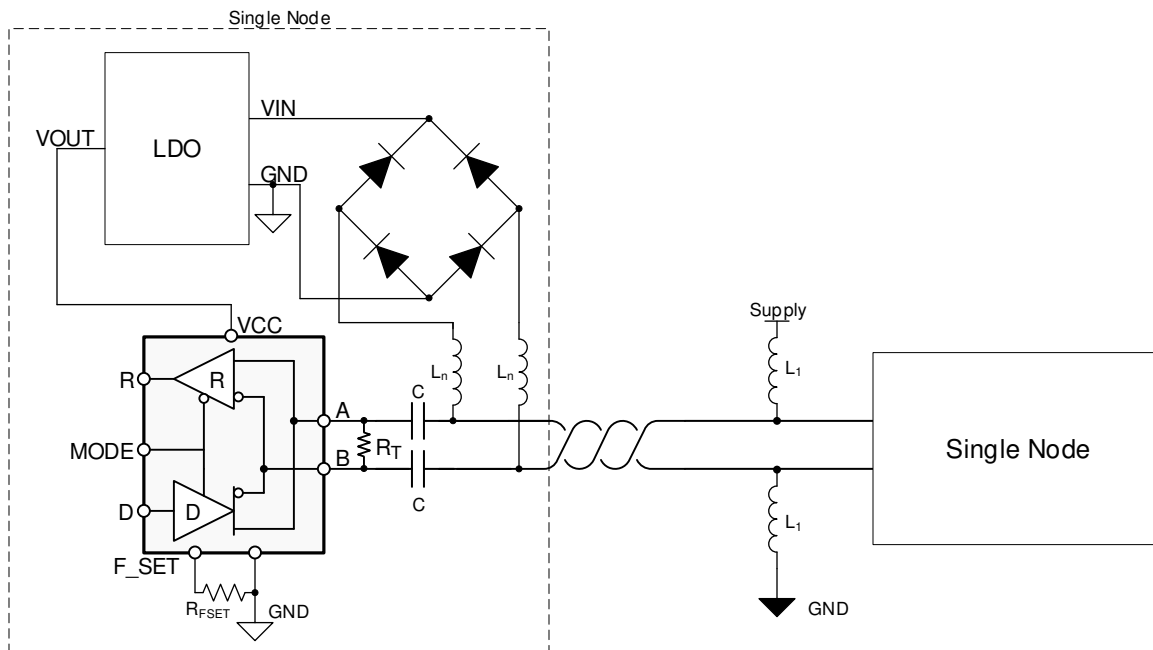 Single Node
VIN
VOUT
LDO
GND
Supply
VCC
L1
Ln
Ln
R
R
C
A
MODE
RT
Single Node
B
D
D
C
L1
F_SET
RFSET
GND
GND